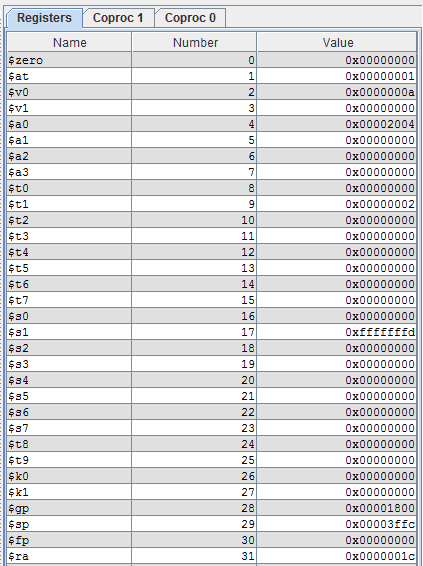 Registers Coproc 1 Coproc 0
Name Number Value
$zero 0 0x00000000
$at 1 0x00000001
$v0 2 0x0000000a
$v1 3 0x00000000
$a0 4 0x00002004
$a1 5 0x00000000
$a2 6 0x00000000
$a3 7 0x00000000
$t0 8 0x00000000
$t1 9 0x00000002
$t2 10 0x00000000
$t3 11 0x00000000
$t4 12 0x00000000
$t5 13 0x00000000
$t6 14 0x00000000
$t7 15 0x00000000
$s0 16 0x00000000
$s1 17 0xfffffffd
$s2 18 0x00000000
$s3 19 0x00000000
$s4 20 0x00000000
$s5 21 0x00000000
$s6 22 0x00000000
$s7 23 0x00000000
$t8 24 0x00000000
$t9 25 0x00000000
$k0 26 0x00000000
$k1 27 0x00000000
$gp 28 0x00001800
$sp 29 0x00003ffc
$fp 30 0x00000000
$ra 31 0x0000001c